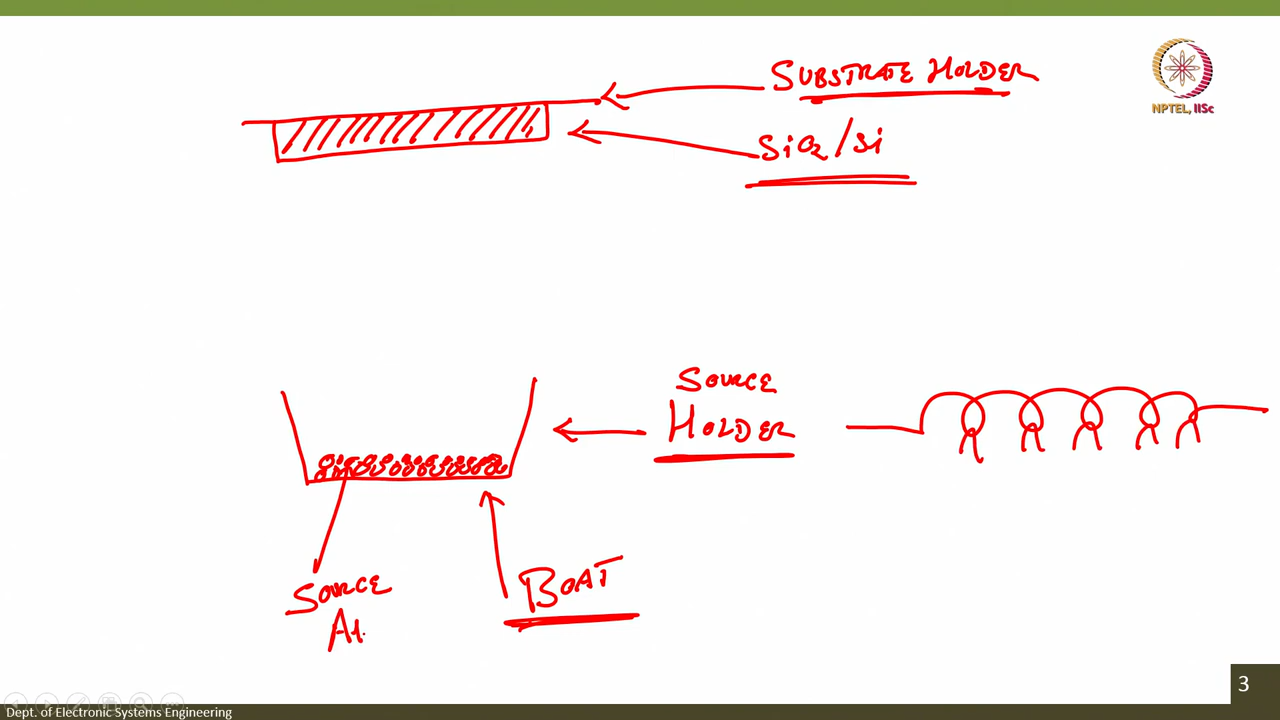 SUBSTRATE HOLDER
SiO2/Si
NPTEL, IISc
SOURCE
HOLDER
SOURCE
Al
BOAT
3
Dept. of Electronic Systems Engineering